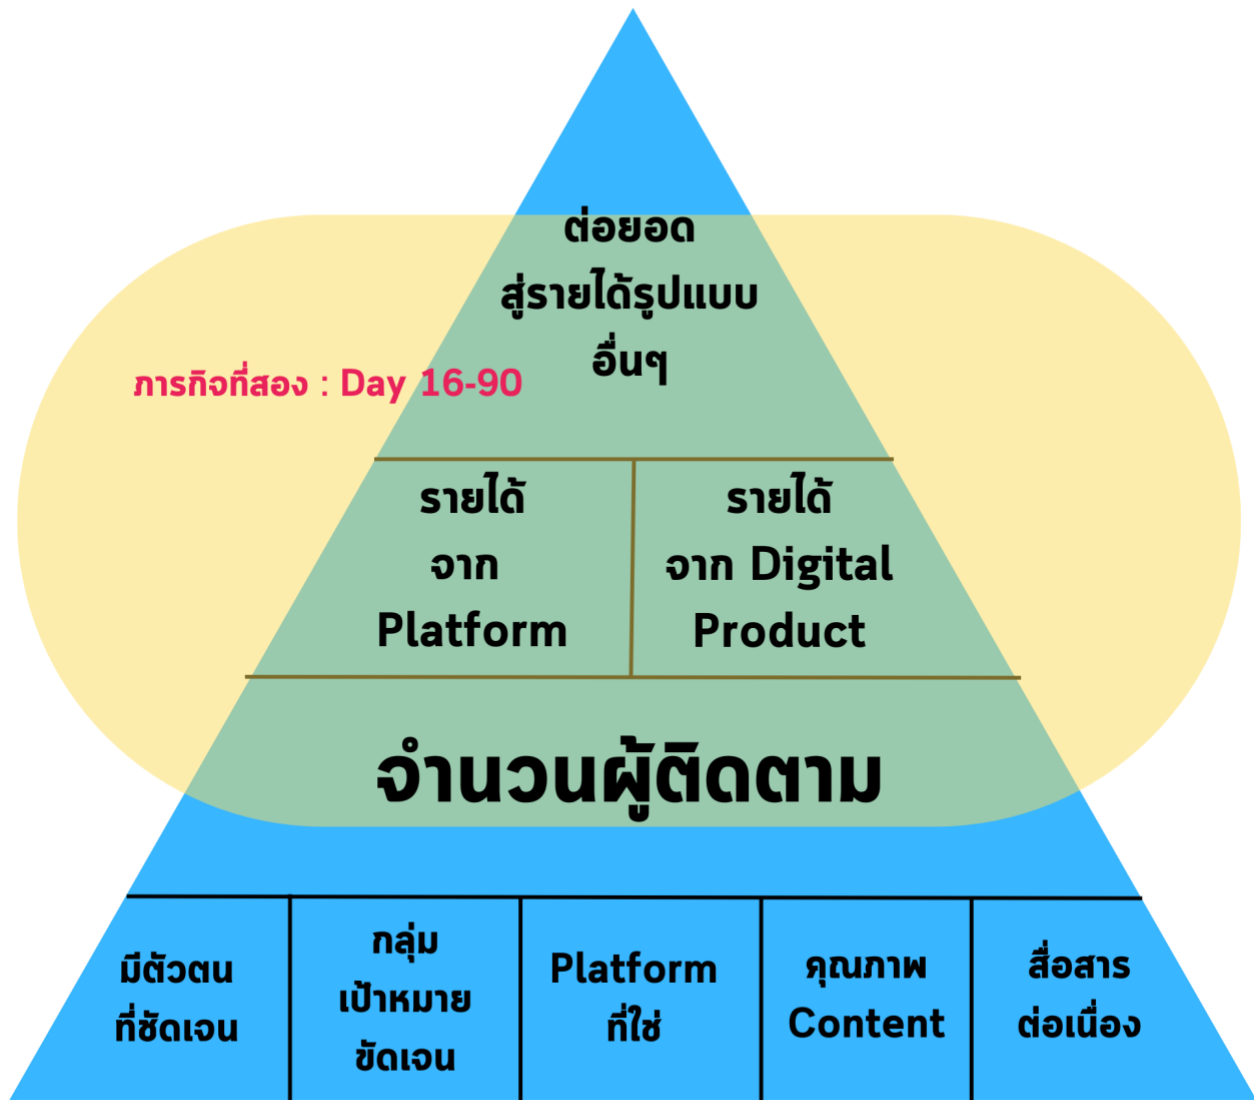 ต่อยอด
สู่รายได้รูปแบบ
อื่นๆ
ภารกิจที่สอง : Day 16-90
รายได้
จาก
Platform
รายได้
จาก Digital
Product
จำนวนผู้ติดตาม
มีตัวตน
ที่ชัดเจน
กลุ่ม
เป้าหมาย
ขัดเจน
Platform
ที่ใช่
คุณภาพ
Content
สื่อสาร
ต่อเนื่อง